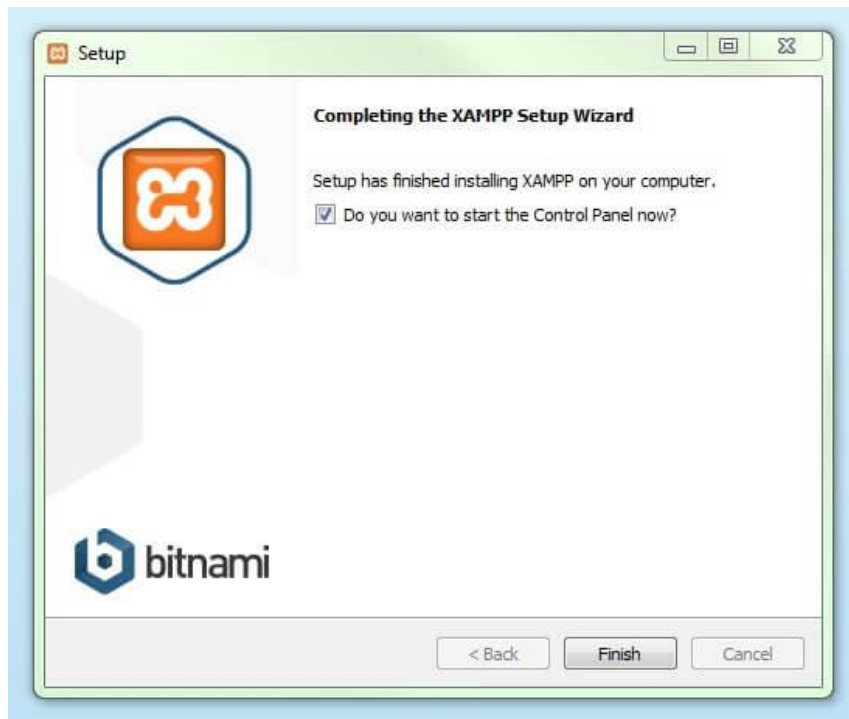 Setup
Completing the XAMPP Setup Wizard
Setup has finished installing XAMPP on your computer.
Do you want to start the Control Panel now?
bitnami
< Back
Finish
Cancel